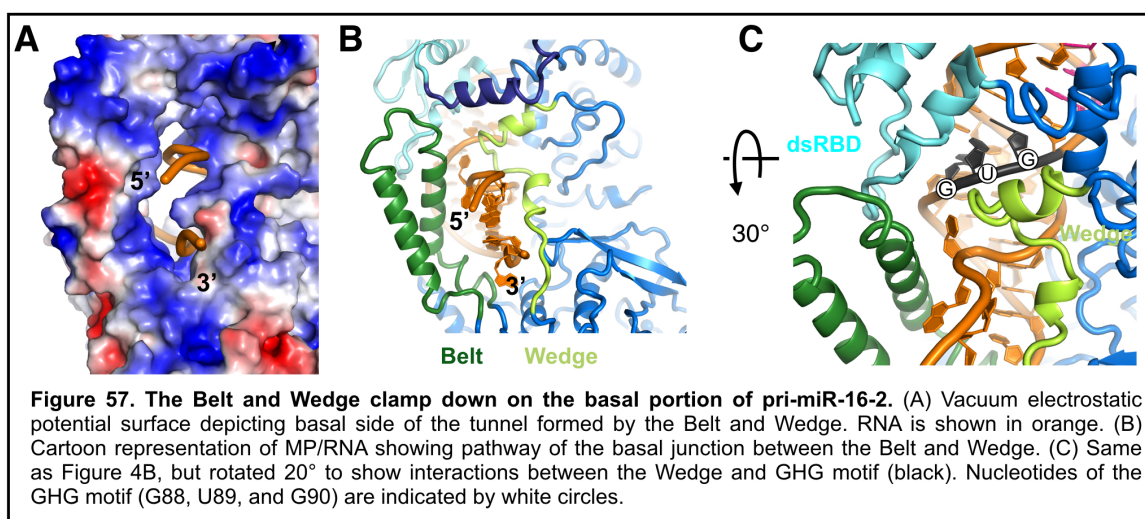 A
B
C
5’
3’
5’
3’
Belt
Wedge
30°
dsRBD
G
U
G
Wedge
Figure 57. The Belt and Wedge clamp down on the basal portion of pri-miR-16-2. (A) Vacuum electrostatic
potential surface depicting basal side of the tunnel formed by the Belt and Wedge. RNA is shown in orange. (B)
Cartoon representation of MP/RNA showing pathway of the basal junction between the Belt and Wedge. (C) Same
as Figure 4B, but rotated 20° to show interactions between the Wedge and GHG motif (black). Nucleotides of the
GHG motif (G88, U89, and G90) are indicated by white circles.